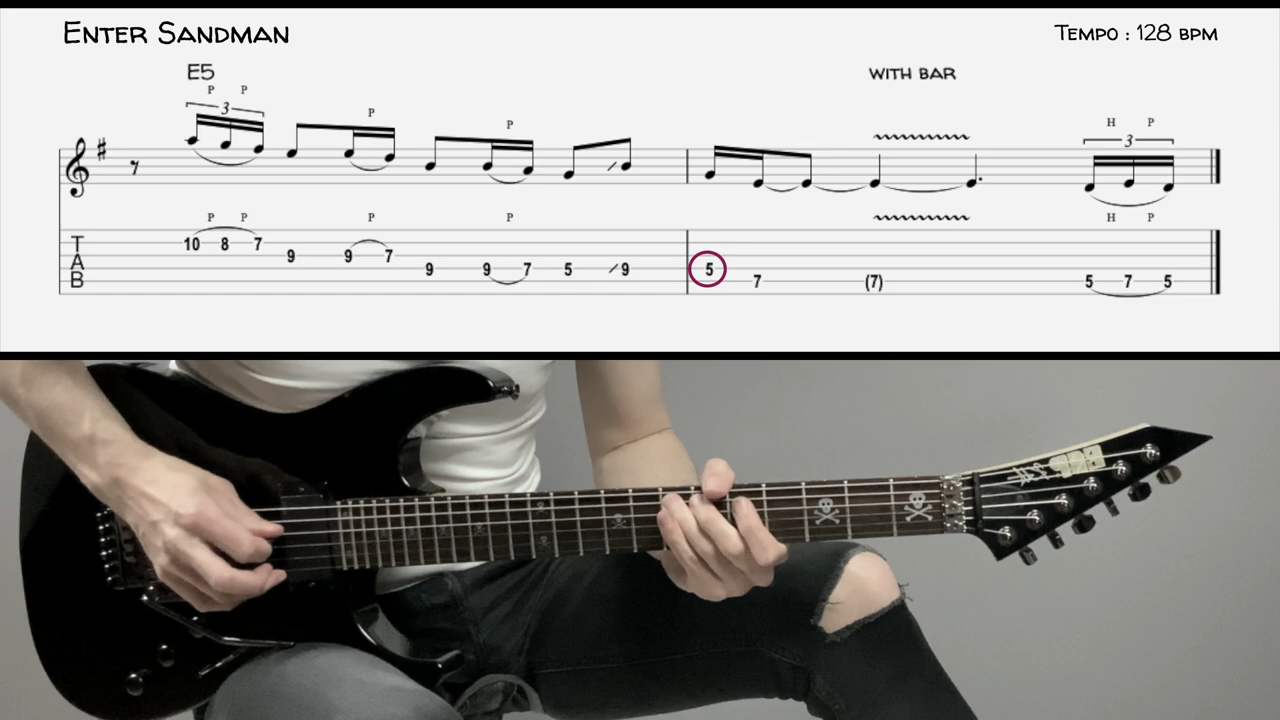 Enter Sandman
Tempo : 128 bpm
E5
with bar
P P P P
3
H P
3
P P P P
H P
T
A
B
10 8 7 9 9 7 9 9 7 5 9 5 7 (7) 5 7 5